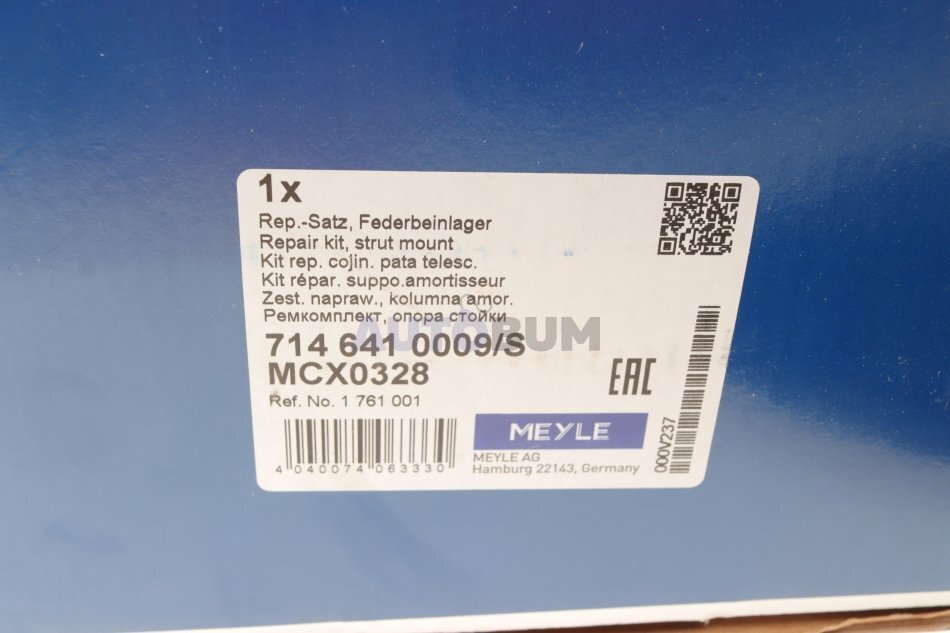 1x
Rep.-Satz, Federbeinlager
Repair kit, strut mount
Kit rep. cojin. pata telesc.
Kit répar. suppo.amortisseur
Zest. napraw., kolumna amor.
Ремкомплект, опора стойки
AUTOBUM
714 641 0009/S
MCX0328
EAC
Ref. No. 1 761 001
4 040074 063330
MEYLE
MEYLE AG
Hamburg 22143, Germany
000V237